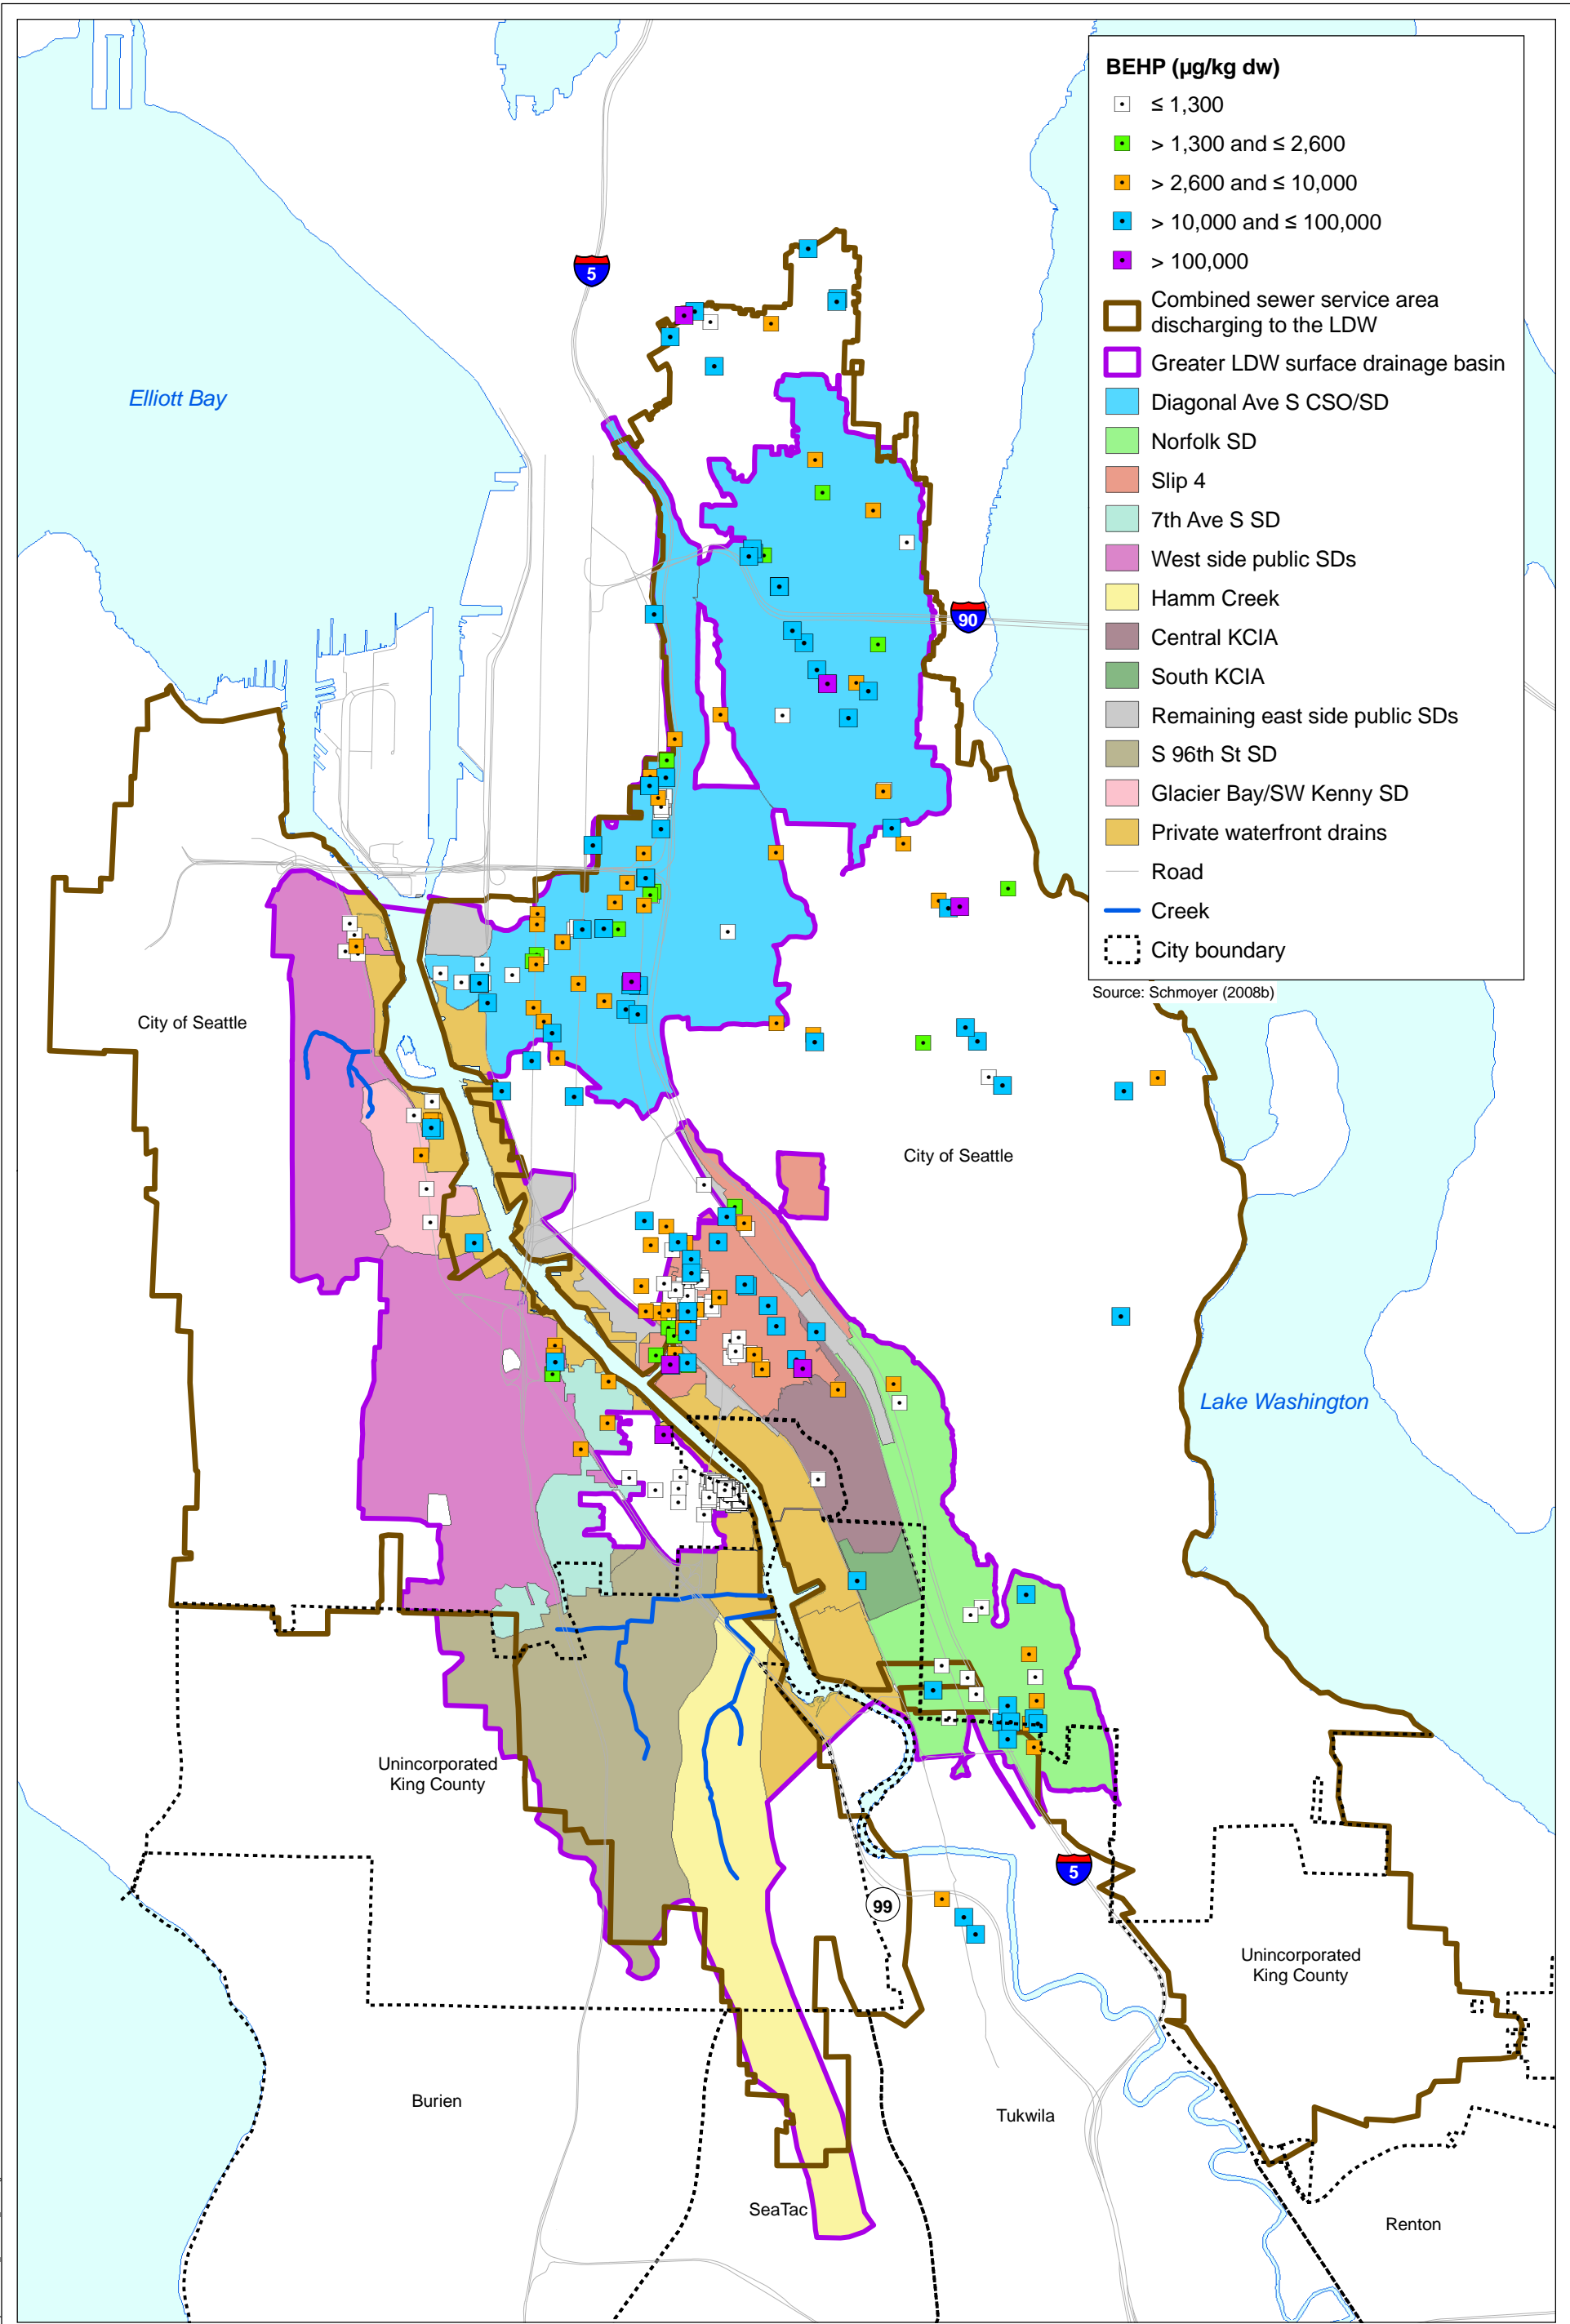 BEHP (µg/kg dw)
≤ 1,300
> 1,300 and ≤ 2,600
> 2,600 and ≤ 10,000
> 10,000 and ≤ 100,000
> 100,000
Combined sewer service area
discharging to the LDW
Greater LDW surface drainage basin
Diagonal Ave S CSO/SD
Norfolk SD
Slip 4
7th Ave S SD
West side public SDs
Hamm Creek
Central KCIA
South KCIA
Remaining east side public SDs
S 96th St SD
Glacier Bay/SW Kenny SD
Private waterfront drains
Road
Creek
City boundary
Source: Schmoyer (2008b)
5
Elliott Bay
90
City of Seattle
City of Seattle
Lake Washington
Unincorporated
King County
5
99
Unincorporated
King County
Burien
Tukwila
SeaTac
Renton